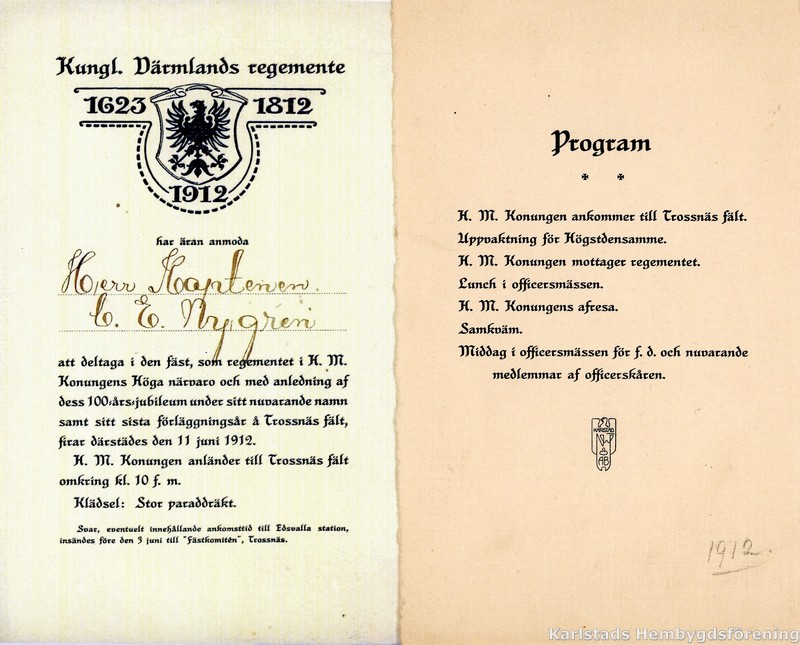 Kungl. Värmlands regemente
1623 1812
1912
har äran anmoda
Herr Kaptenen.
C. E. Nygren
att deltaga i den fäst, som regementet i H. M.
Konungens Höga närvaro och med anledning af
dess 100-års-jubileum under sitt nuvarande namn
samt sitt sista förläggningsår å Trossnäs fält,
firar därstädes den 11 juni 1912.
H. M. Konungen anländer till Trossnäs fält
omkring kl. 10 f. m.
Klädsel: Stor paraddräkt.
Svar, eventuelt innehållande ankomsttid till Edsvalla station,
insändes före den 3 juni till "Fästkomitén", Trossnäs.
Program
H. M. Konungen ankommer till Trossnäs fält.
Uppvaktning för Högstdensamme.
H. M. Konungen mottager regementet.
Lunch i officersmässen.
H. M. Konungens afresa.
Samkväm.
Middag i officersmässen för f. d. och nuvarande
medlemmar af officerskåren.
KARLSTAD
AB
1912.
Karlstads Hembygdsförening